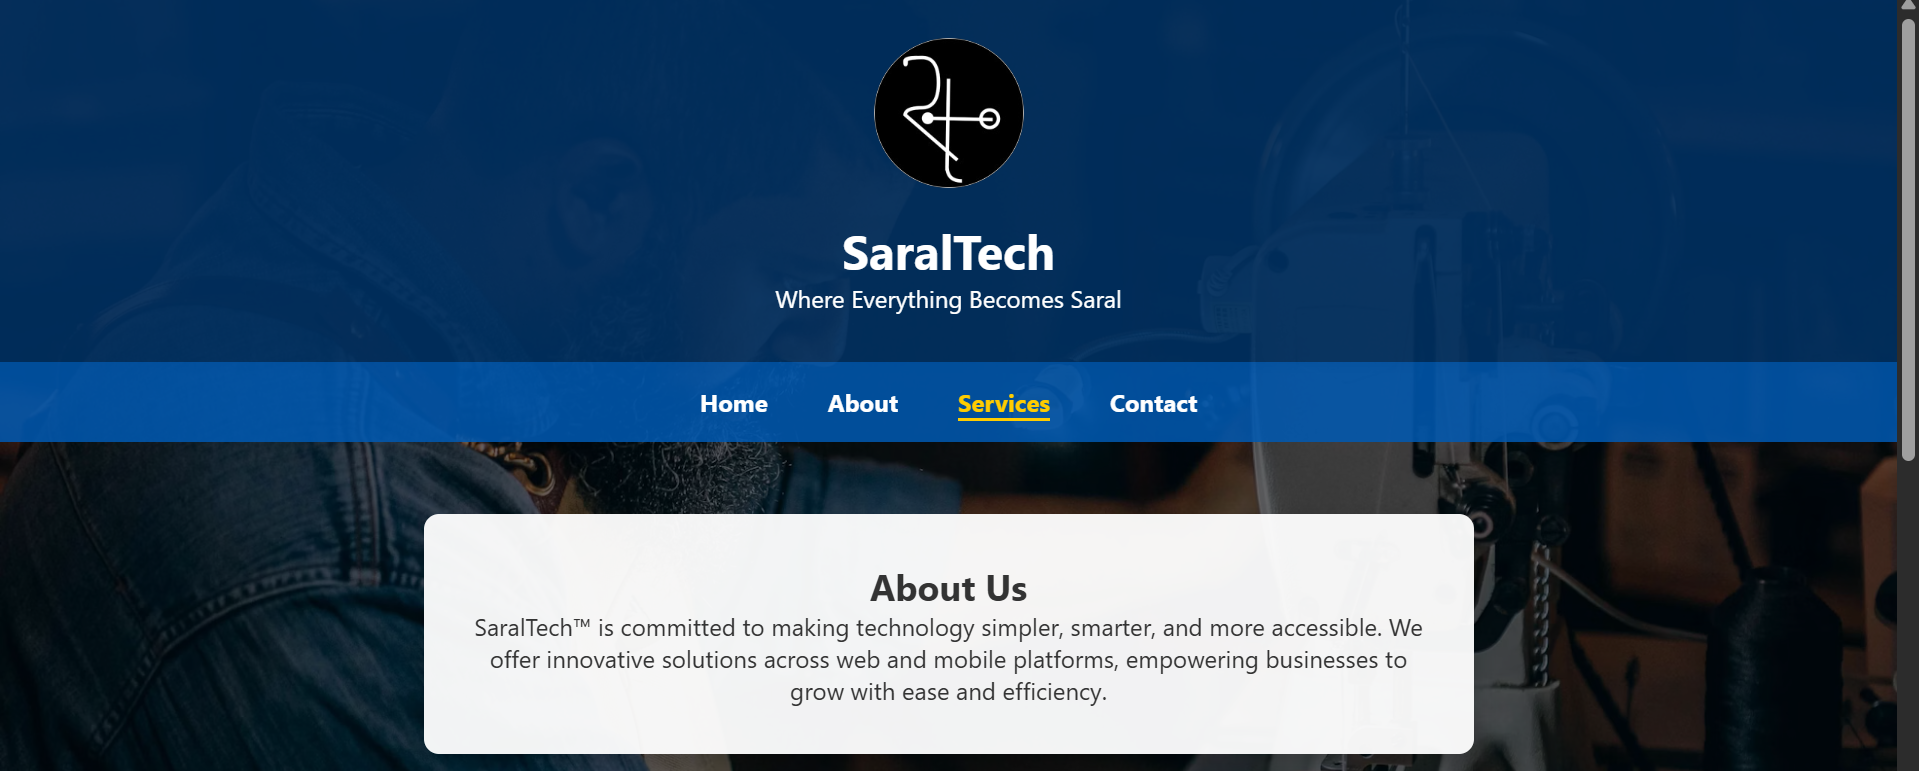 SaralTech
Where Everything Becomes Saral
Home About Services Contact
About Us
SaralTech™ is committed to making technology simpler, smarter, and more accessible. We
offer innovative solutions across web and mobile platforms, empowering businesses to
grow with ease and efficiency.